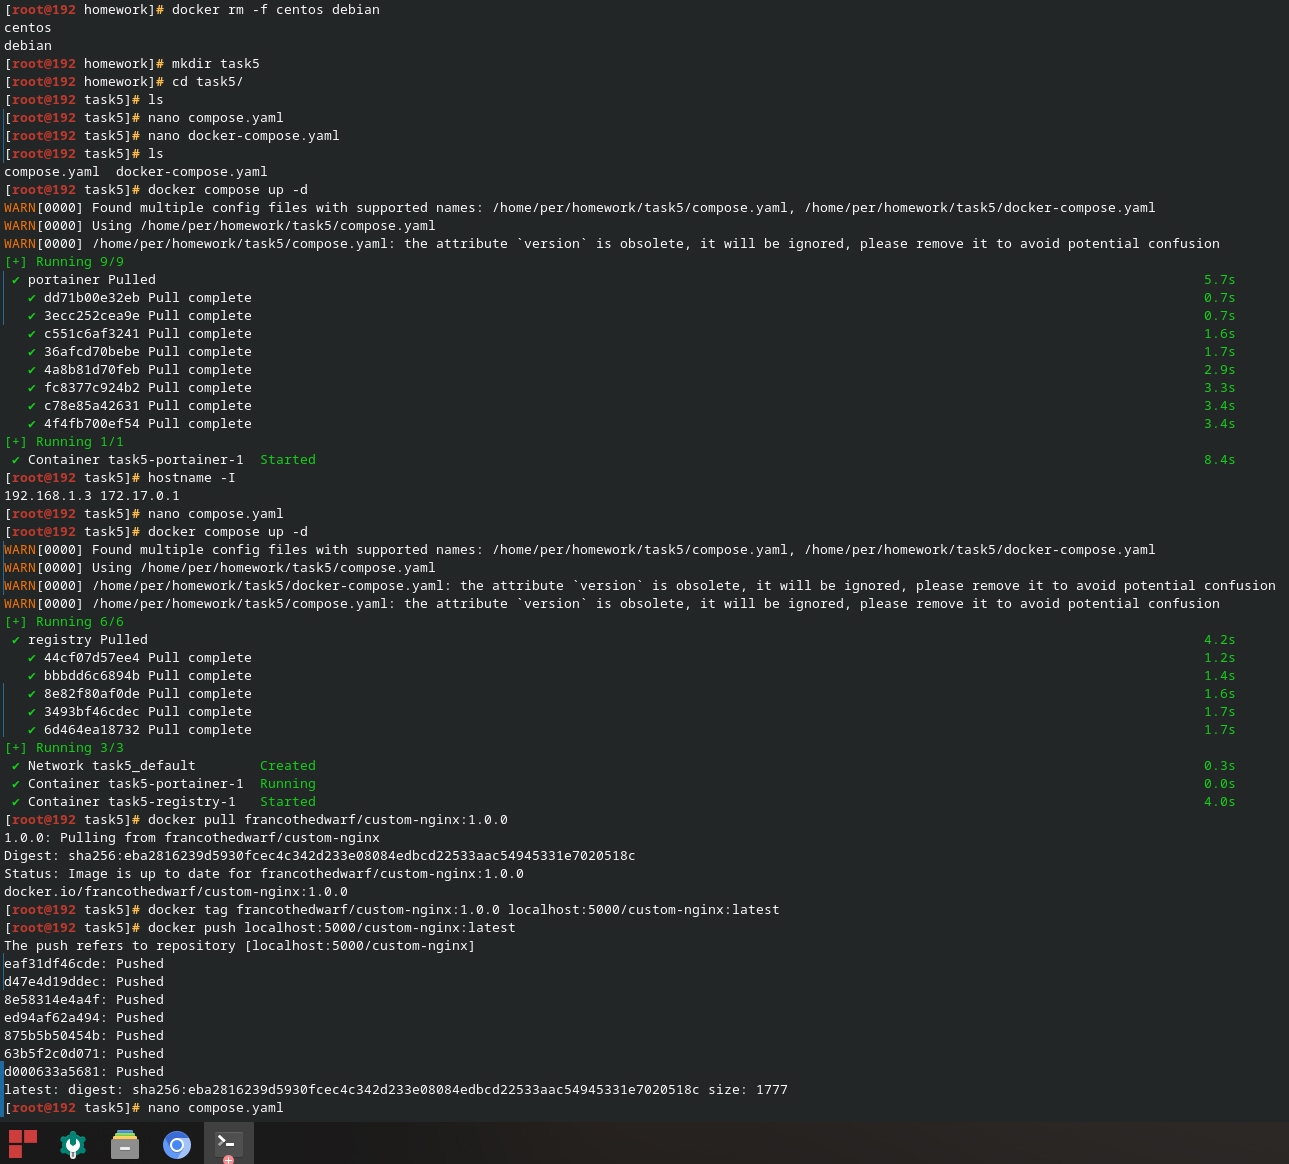 [root@192 homework]# docker rm -f centos debian
centos
debian
[root@192 homework]# mkdir task5
[root@192 homework]# cd task5/
[root@192 task5]# ls
[root@192 task5]# nano compose.yaml
[root@192 task5]# nano docker-compose.yaml
[root@192 task5]# ls
compose.yaml  docker-compose.yaml
[root@192 task5]# docker compose up -d
WARN[0000] Found multiple config files with supported names: /home/per/homework/task5/compose.yaml, /home/per/homework/task5/docker-compose.yaml
WARN[0000] Using /home/per/homework/task5/compose.yaml
WARN[0000] /home/per/homework/task5/compose.yaml: the attribute `version` is obsolete, it will be ignored, please remove it to avoid potential confusion
[+] Running 9/9
✔ portainer Pulled 5.7s
✔ dd71b00e32eb Pull complete 0.7s
✔ 3ecc252cea9e Pull complete 0.7s
✔ c551c6af3241 Pull complete 1.6s
✔ 36afcd70bebe Pull complete 1.7s
✔ 4a8b81d70feb Pull complete 2.9s
✔ fc8377c924b2 Pull complete 3.3s
✔ c78e85a42631 Pull complete 3.4s
✔ 4f4fb700ef54 Pull complete 3.4s
[+] Running 1/1
✔ Container task5-portainer-1  Started 8.4s
[root@192 task5]# hostname -I
192.168.1.3 172.17.0.1
[root@192 task5]# nano compose.yaml
[root@192 task5]# docker compose up -d
WARN[0000] Found multiple config files with supported names: /home/per/homework/task5/compose.yaml, /home/per/homework/task5/docker-compose.yaml
WARN[0000] Using /home/per/homework/task5/compose.yaml
WARN[0000] /home/per/homework/task5/docker-compose.yaml: the attribute `version` is obsolete, it will be ignored, please remove it to avoid potential confusion
WARN[0000] /home/per/homework/task5/compose.yaml: the attribute `version` is obsolete, it will be ignored, please remove it to avoid potential confusion
[+] Running 6/6
✔ registry Pulled 4.2s
✔ 44cf07d57ee4 Pull complete 1.2s
✔ bbbdd6c6894b Pull complete 1.4s
✔ 8e82f80af0de Pull complete 1.6s
✔ 3493bf46cdec Pull complete 1.7s
✔ 6d464ea18732 Pull complete 1.7s
[+] Running 3/3
✔ Network task5_default Created 0.3s
✔ Container task5-portainer-1 Running 0.0s
✔ Container task5-registry-1 Started 4.0s
[root@192 task5]# docker pull francothedwarf/custom-nginx:1.0.0
1.0.0: Pulling from francothedwarf/custom-nginx
Digest: sha256:eba2816239d5930fcec4c342d233e08084edbcd22533aac54945331e7020518c
Status: Image is up to date for francothedwarf/custom-nginx:1.0.0
docker.io/francothedwarf/custom-nginx:1.0.0
[root@192 task5]# docker tag francothedwarf/custom-nginx:1.0.0 localhost:5000/custom-nginx:latest
[root@192 task5]# docker push localhost:5000/custom-nginx:latest
The push refers to repository [localhost:5000/custom-nginx]
eaf31df46cde: Pushed
d47e4d19ddec: Pushed
8e58314e4a4f: Pushed
ed94af62a494: Pushed
875b5b50454b: Pushed
63b5f2c0d071: Pushed
d000633a5681: Pushed
latest: digest: sha256:eba2816239d5930fcec4c342d233e08084edbcd22533aac54945331e7020518c size: 1777
[root@192 task5]# nano compose.yaml